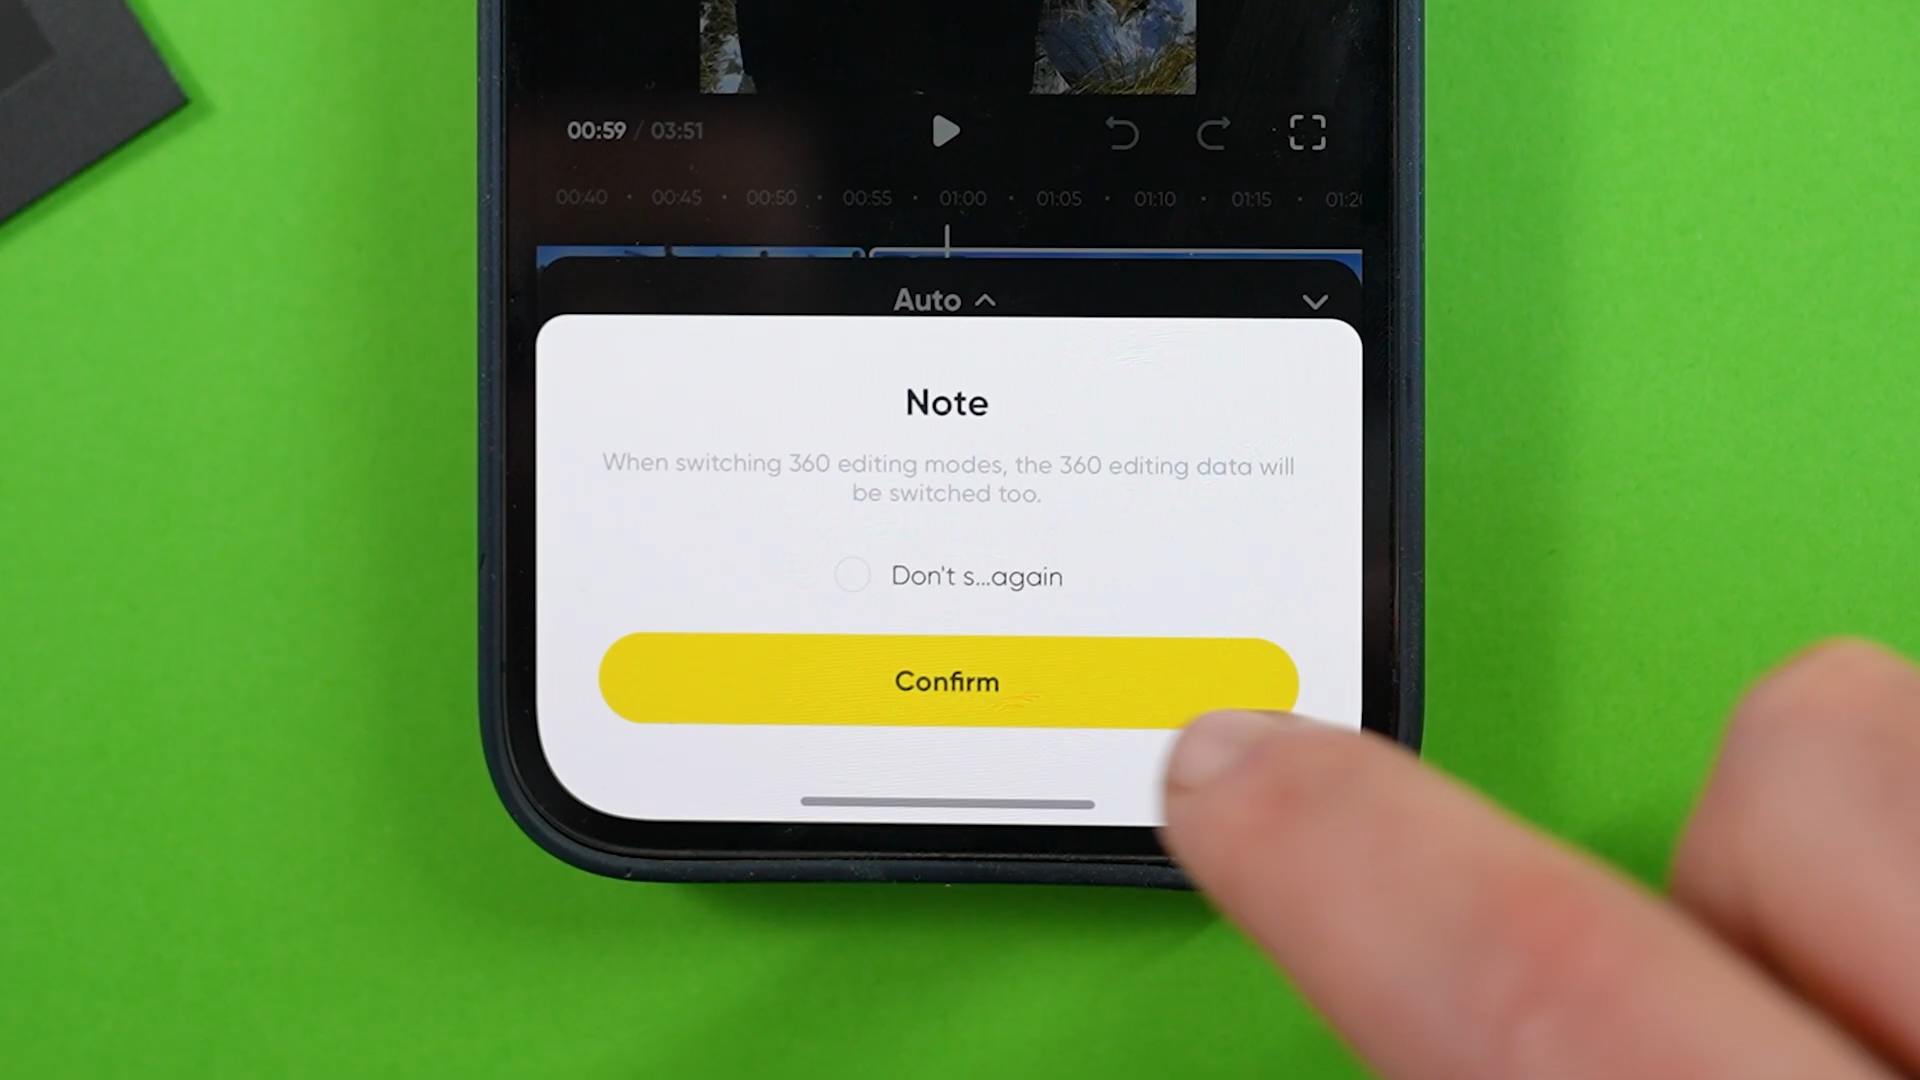 00:59 / 03:51
00:40 · 00:45 · 00:50 · 00:55 · 01:00 · 01:05 · 01:10 · 01:15 · 01:20
Auto
Note
When switching 360 editing modes, the 360 editing data will
be switched too.
Don't s...again
Confirm